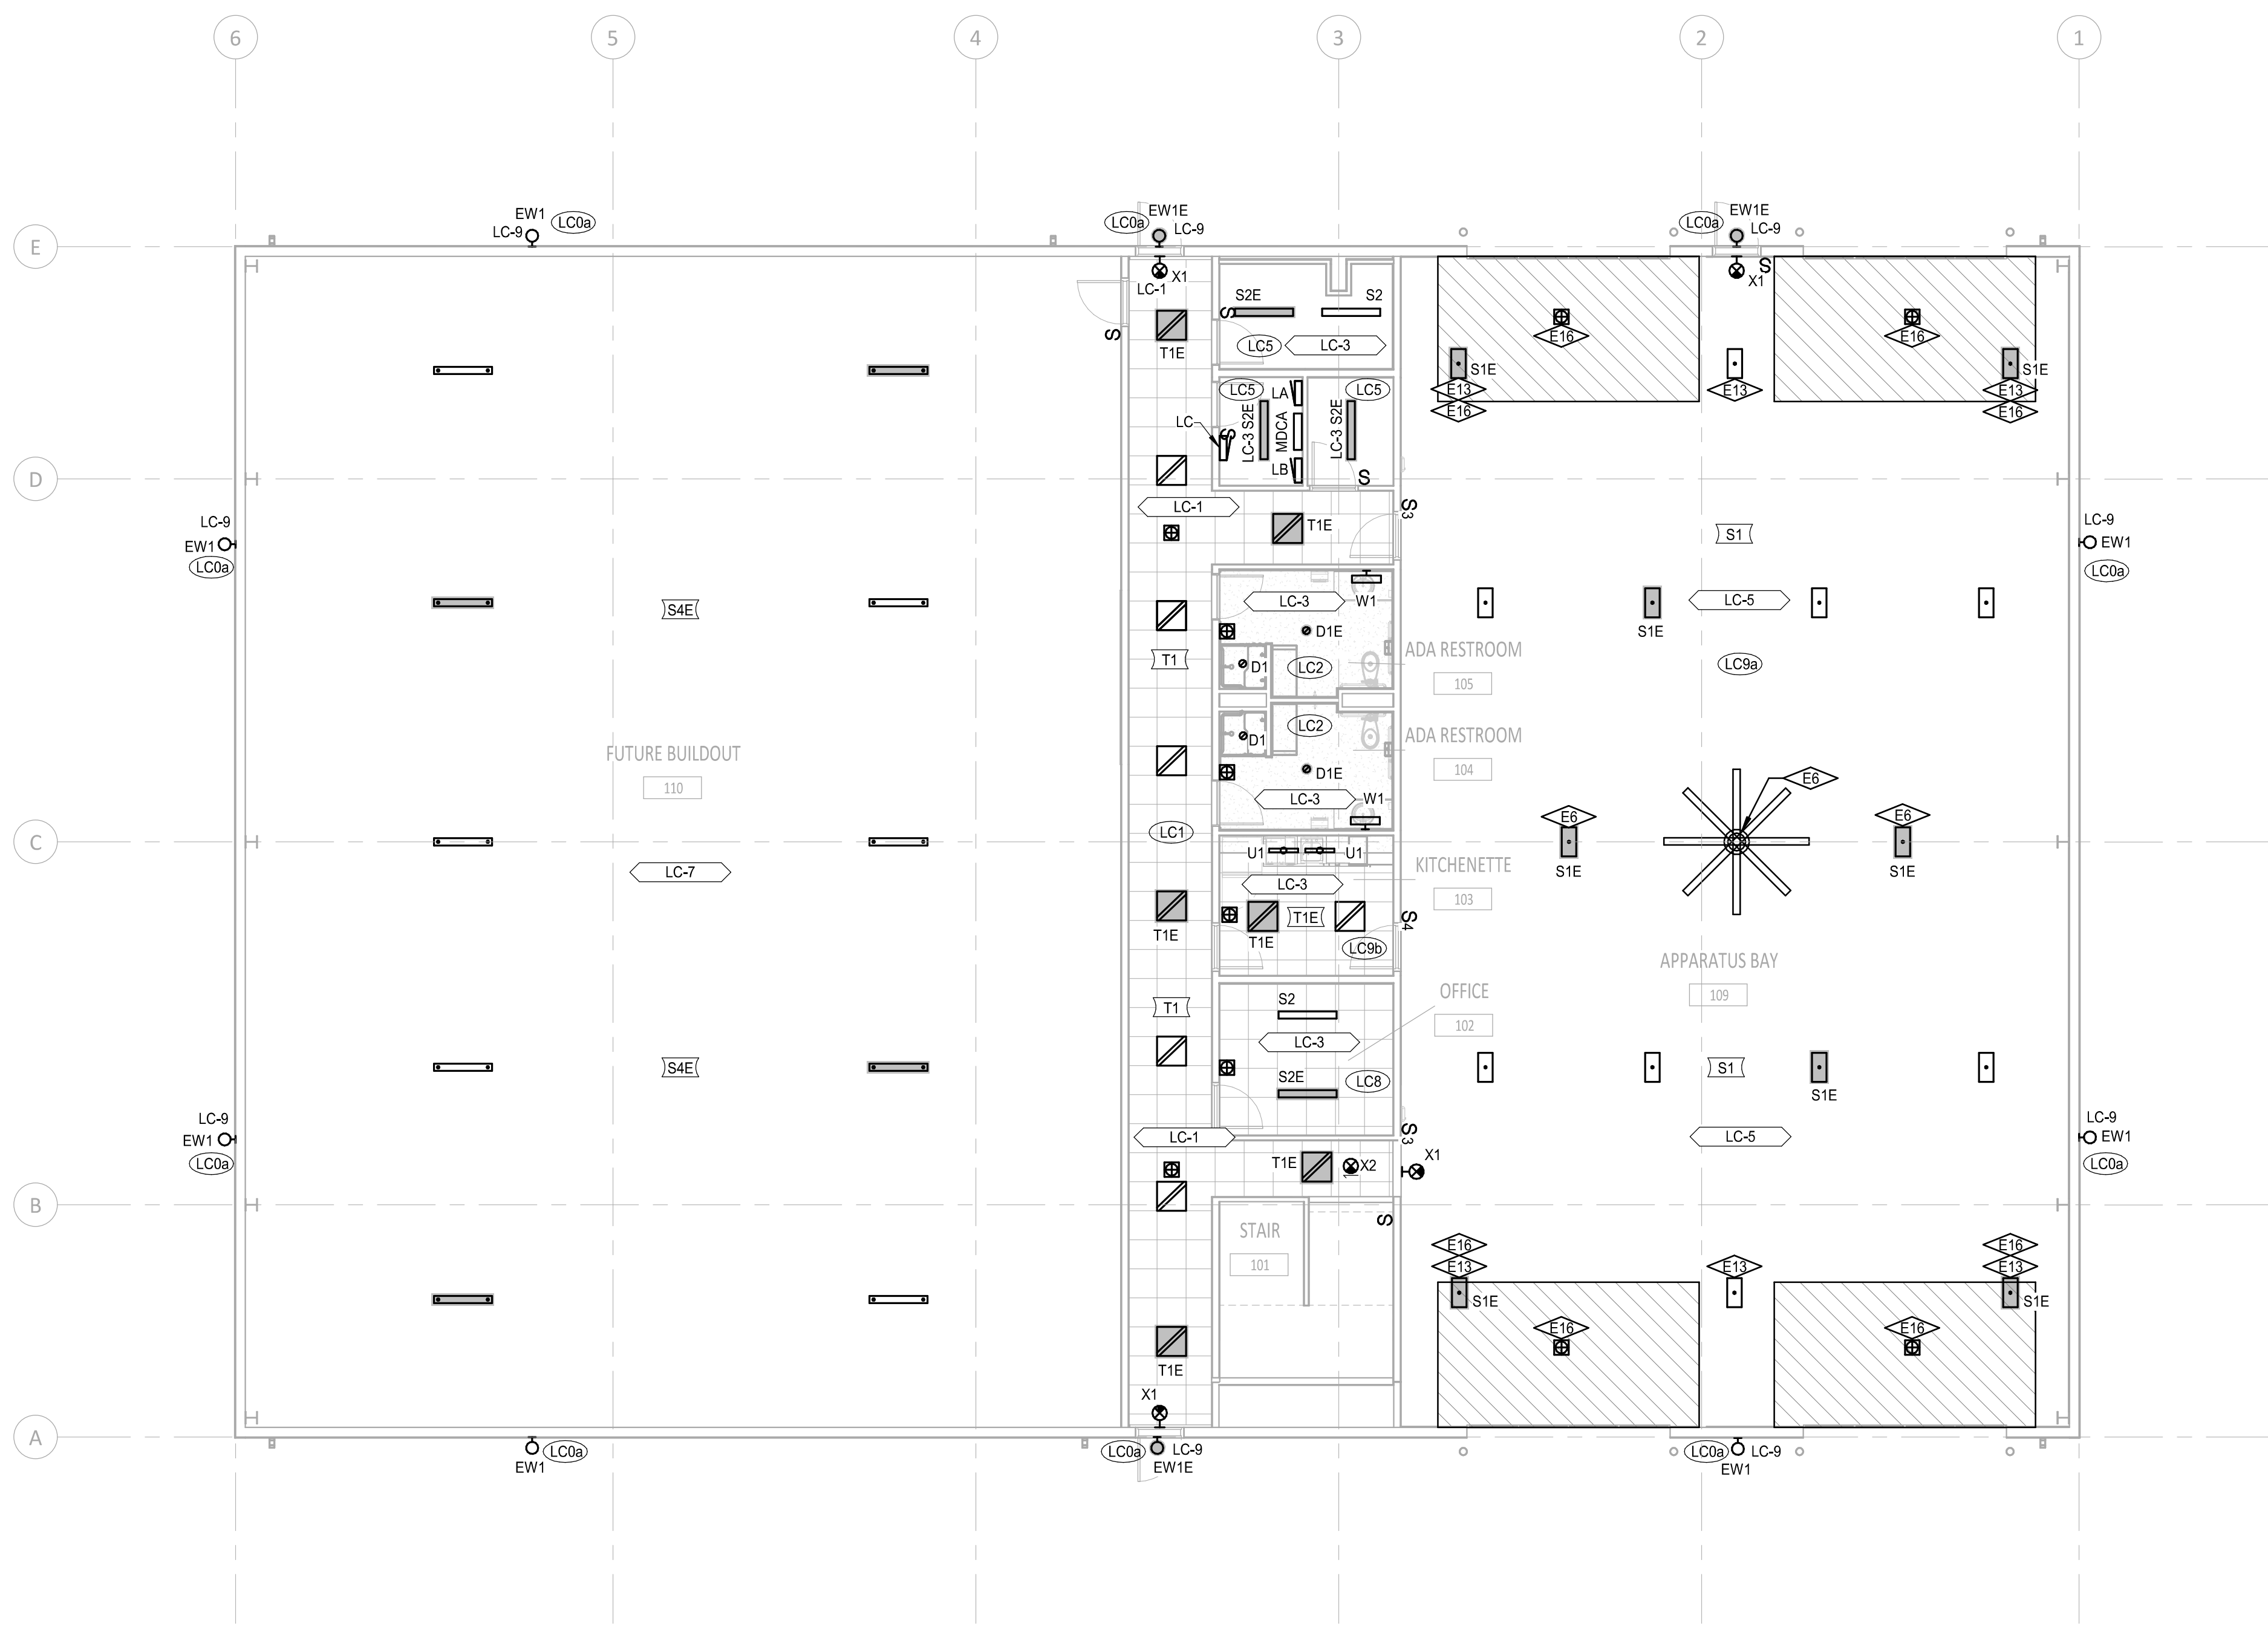 6
5
4
3
2
1
EW1
LC0a
LC-9
LC0a
EW1E
LC-9
LC0a
EW1E
LC-9
E
X1
LC-1
S
X1
S2E
S2
S
S
T1E
LC5
LC-3
E16
E16
S1E
S1E
E13
E13
E13
E16
E16
LC5
LA
LC5
LC
S
LC-3 S2E
MDCA
LC-3 S2E
LB
S
D
LC-1
S3
LC-9
EW1
LC0a
T1E
S1
LC-9
EW1
LC0a
LC-3
W1
LC-5
S4E
D1E
S1E
ADA RESTROOM
105
T1
D1
LC2
LC9a
D1
LC2
ADA RESTROOM
104
FUTURE BUILDOUT
110
D1E
E6
LC-3
W1
E6
E6
C
LC1
U1
U1
KITCHENETTE
103
S1E
S1E
LC-7
LC-3
T1E
T1E
T1E
S4
LC9b
APPARATUS BAY
109
OFFICE
102
T1
S2
LC-3
S4E
S2E
LC8
S1
S1E
LC-9
EW1
LC0a
LC-1
S3
LC-5
LC-9
EW1
LC0a
T1E
X2
X1
B
S
STAIR
101
E16
E13
E13
E16
E13
S1E
S1E
E16
E16
T1E
X1
A
LC0a
EW1
LC0a
LC-9
EW1E
LC0a
LC-9
EW1